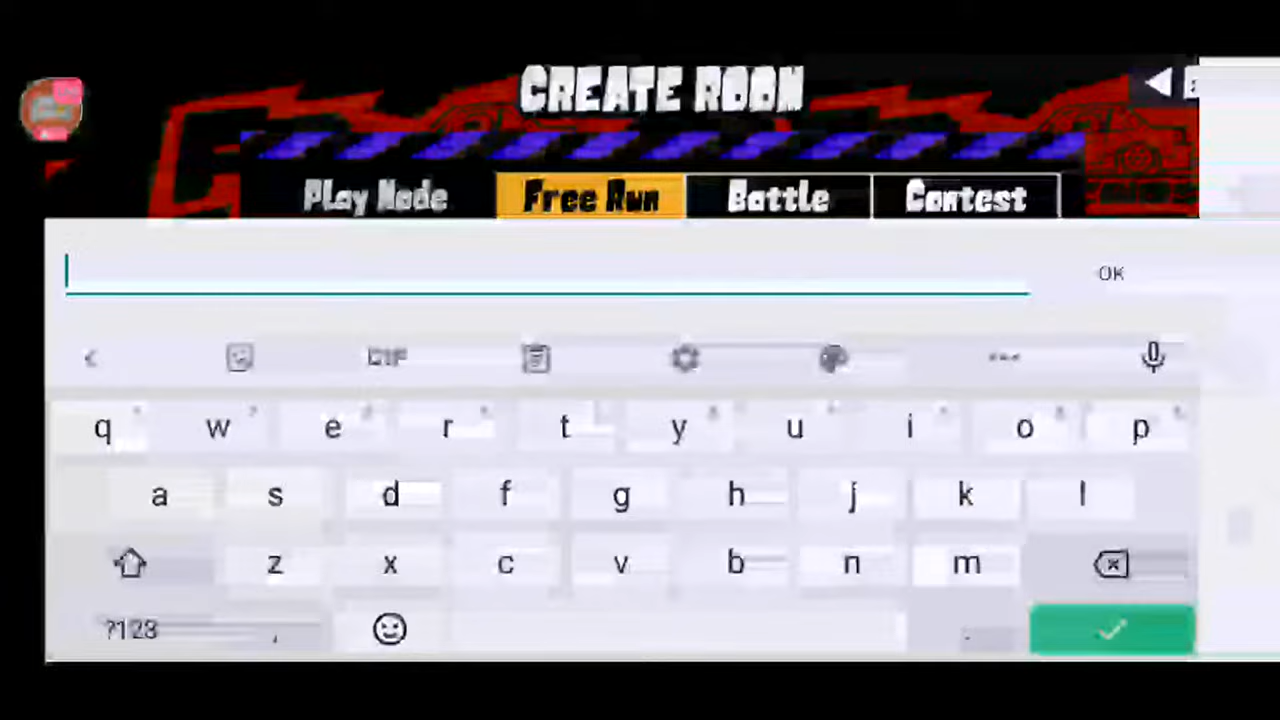 CREATE ROOM
Play Mode Free Run Battle Contest
OK
GIF
q w e r t y u i o p
a s d f g h j k l
z x c v b n m
?123 , .